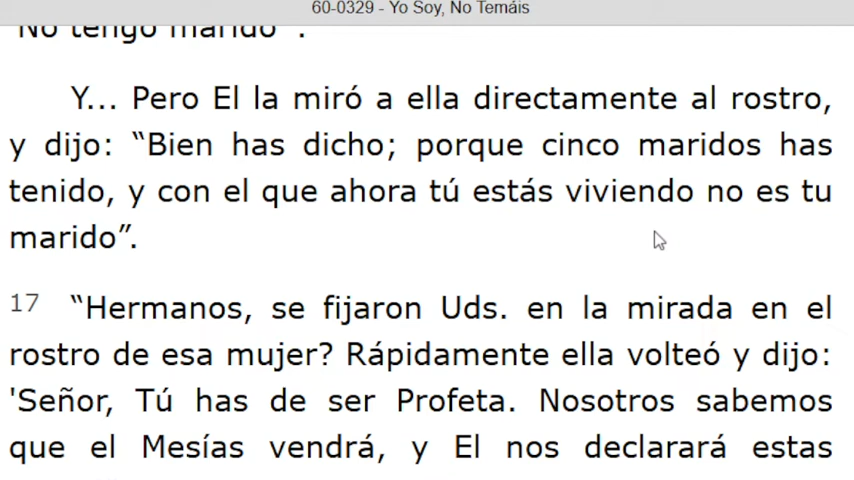 60-0329 - Yo Soy, No Temáis
"No tengo marido".
Y... Pero El la miró a ella directamente al rostro,
y dijo: “Bien has dicho; porque cinco maridos has
tenido, y con el que ahora tú estás viviendo no es tu
marido”.
17 “Hermanos, se fijaron Uds. en la mirada en el
rostro de esa mujer? Rápidamente ella volteó y dijo:
'Señor, Tú has de ser Profeta. Nosotros sabemos
que el Mesías vendrá, y El nos declarará estas